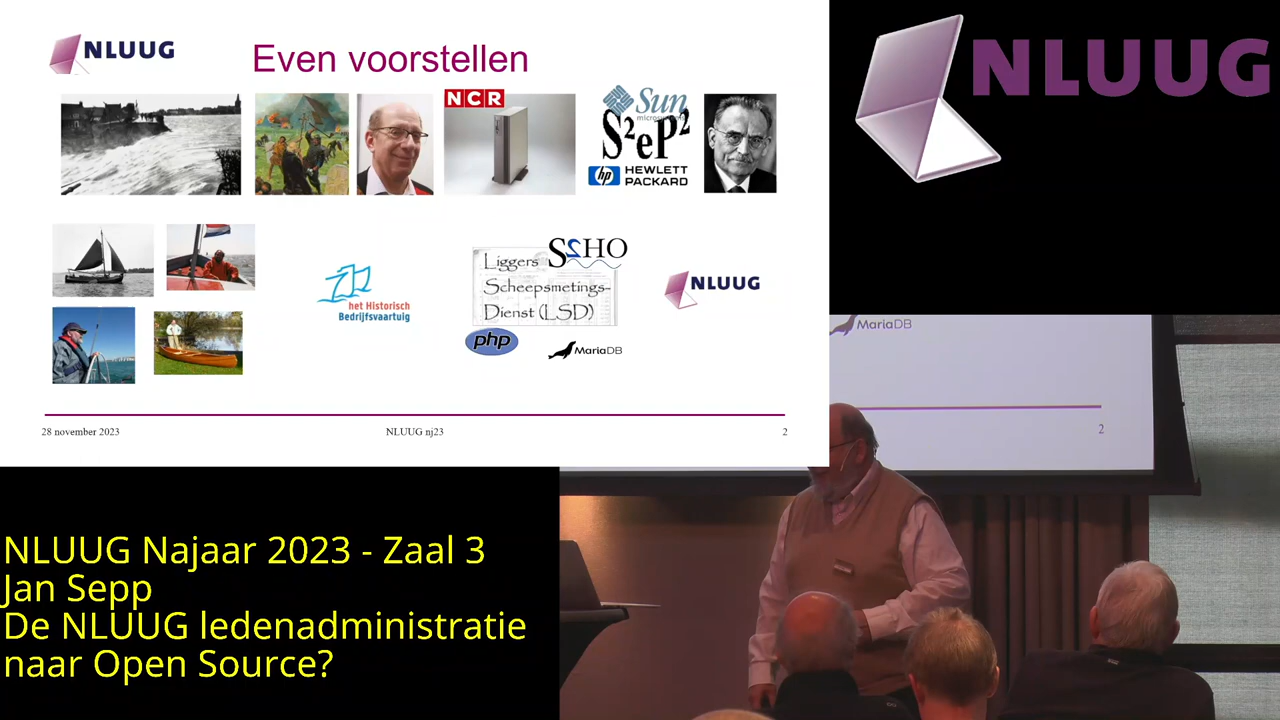 NLUUG
Even voorstellen
NCR
Sun
microsystems
S²eP²
hp HEWLETT
PACKARD
het Historisch
Bedrijfsvaartuig
S2HO
Liggers
Scheepsmetings-
Dienst (LSD)
php
MariaDB
NLUUG
28 november 2023
NLUUG nj23
2
NLUUG
MariaDB
2
NLUUG Najaar 2023 - Zaal 3
Jan Sepp
De NLUUG ledenadministratie
naar Open Source?